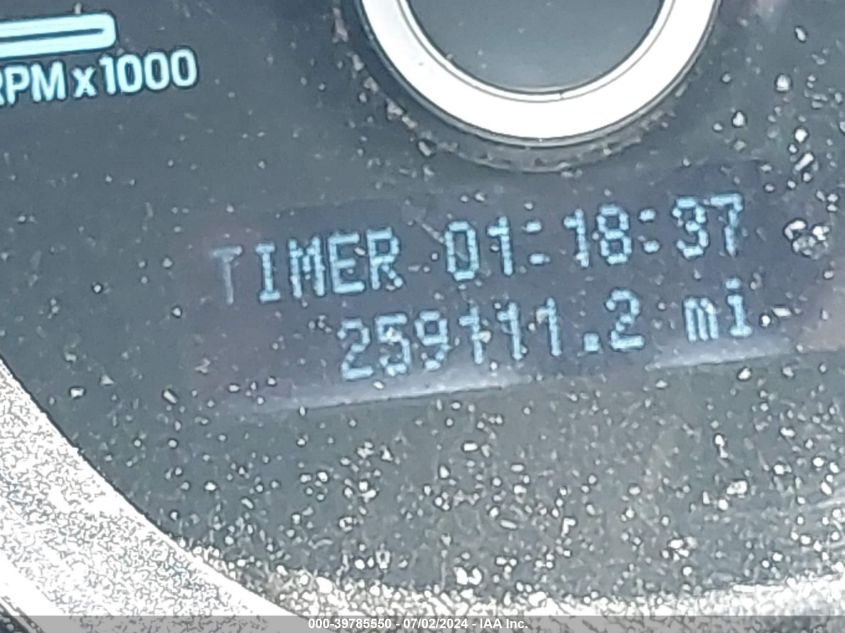 RPM x1000
TIMER 01:18:37
259111.2 mi
000-39785550 - 07/02/2024 - IAA Inc.